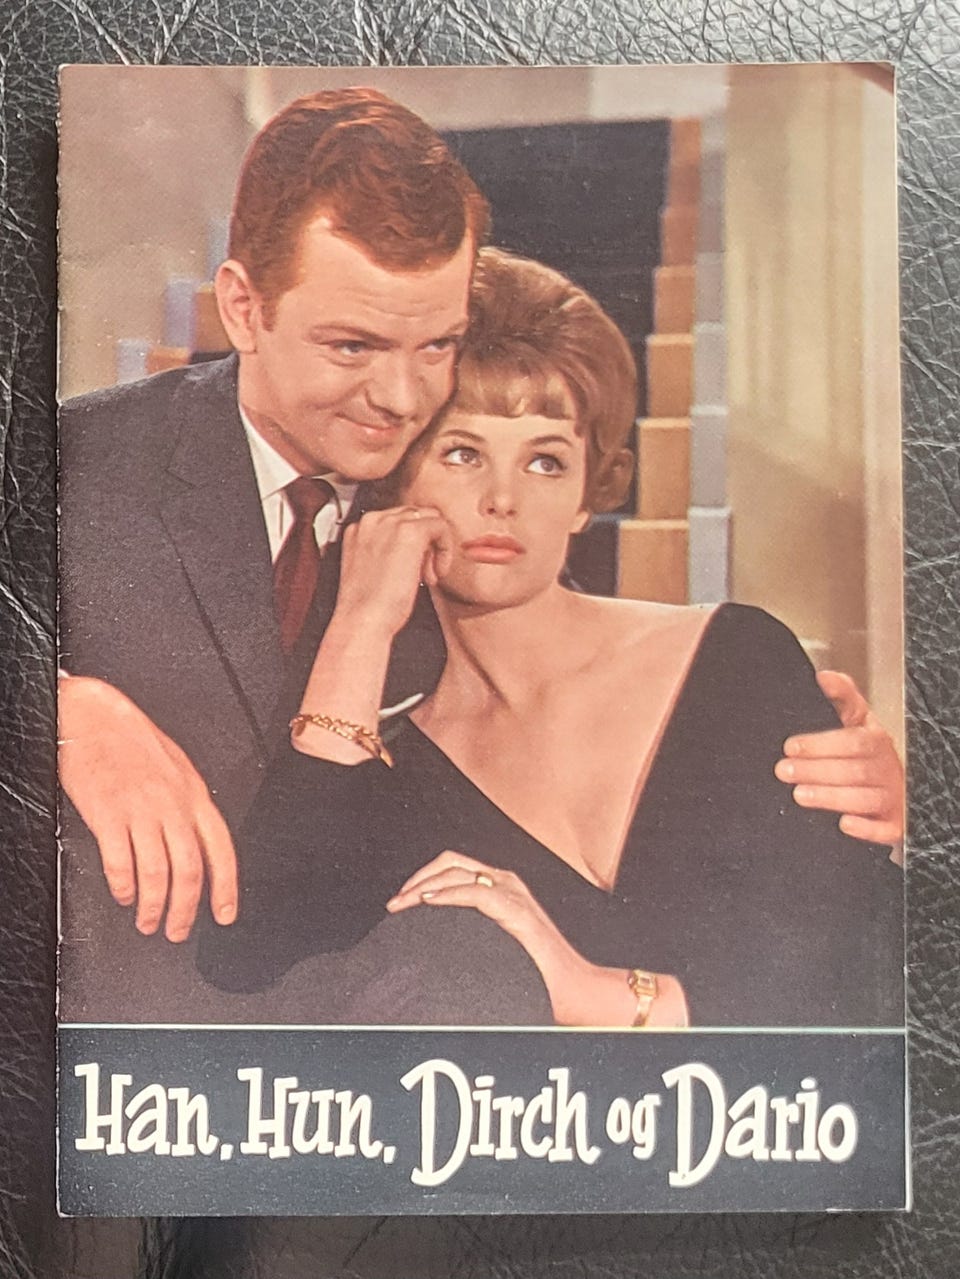 Han, Hun, Dirch og Dario